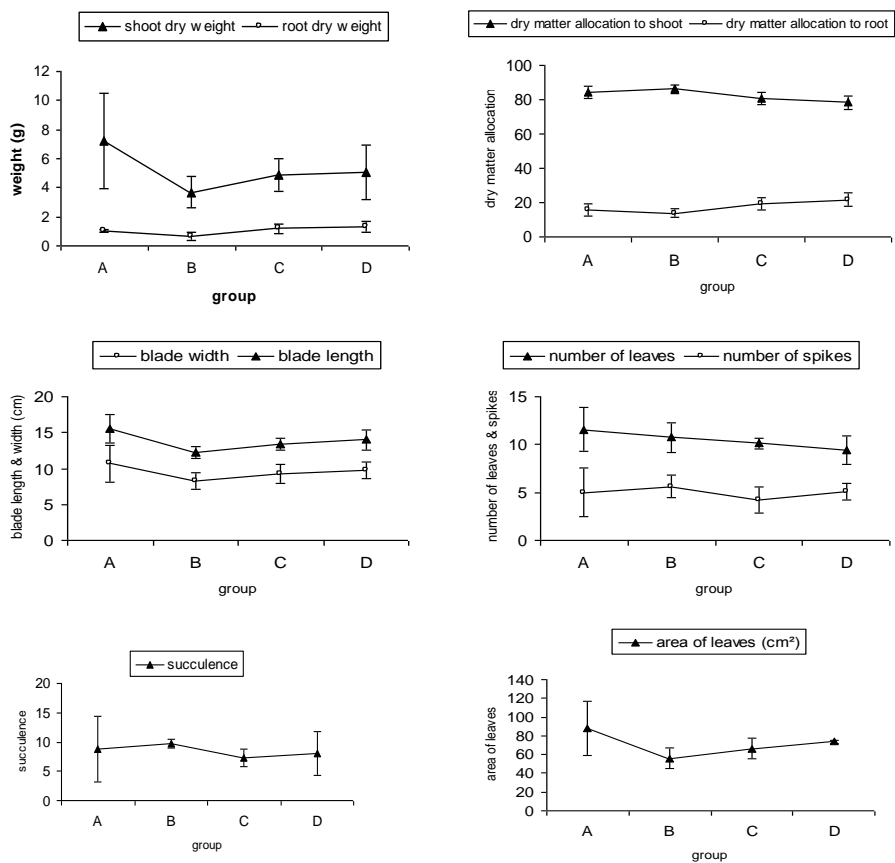 shoot dry weight root dry weight
12
10
8
6
4
2
0
weight (g)
A B C D
group
dry matter allocation to shoot dry matter allocation to root
100
80
60
40
20
0
dry matter allocation
A B C D
group
blade width blade length
20
15
10
5
0
blade length & width (cm)
A B C D
group
number of leaves number of spikes
15
10
5
0
number of leaves & spikes
A B C D
group
succulence
20
15
10
5
0
succulence
A B C D
group
area of leaves (cm²)
140
120
100
80
60
40
20
0
area of leaves
A B C D
group